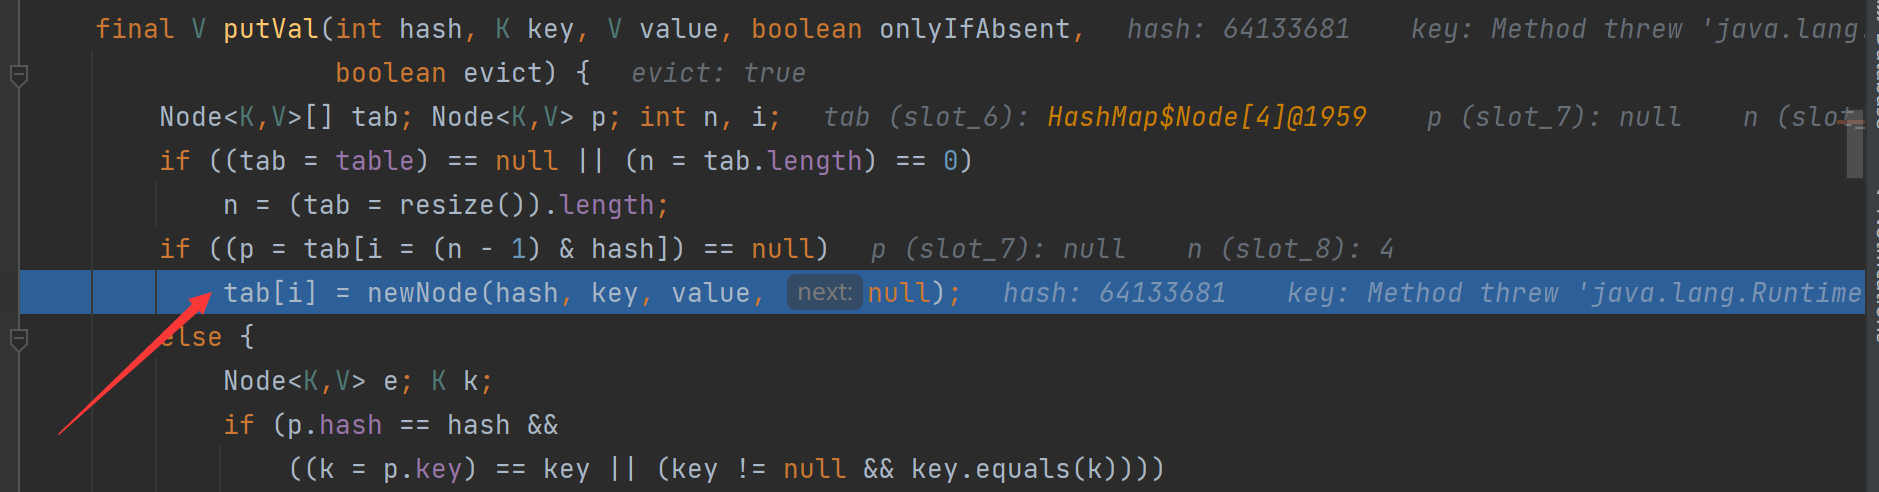 final V putVal(int hash, K key, V value, boolean onlyIfAbsent, hash: 64133681 key: Method threw 'java.lang.
boolean evict) { evict: true
Node<K,V>[] tab; Node<K,V> p; int n, i; tab (slot_6): HashMap$Node[4]@1959 p (slot_7): null n (slot_
if ((tab = table) == null || (n = tab.length) == 0)
n = (tab = resize()).length;
if ((p = tab[i = (n - 1) & hash]) == null) p (slot_7): null n (slot_8): 4
tab[i] = newNode(hash, key, value, next: null); hash: 64133681 key: Method threw 'java.lang.Runtime
else {
Node<K,V> e; K k;
if (p.hash == hash &&
((k = p.key) == key || (key != null && key.equals(k))))